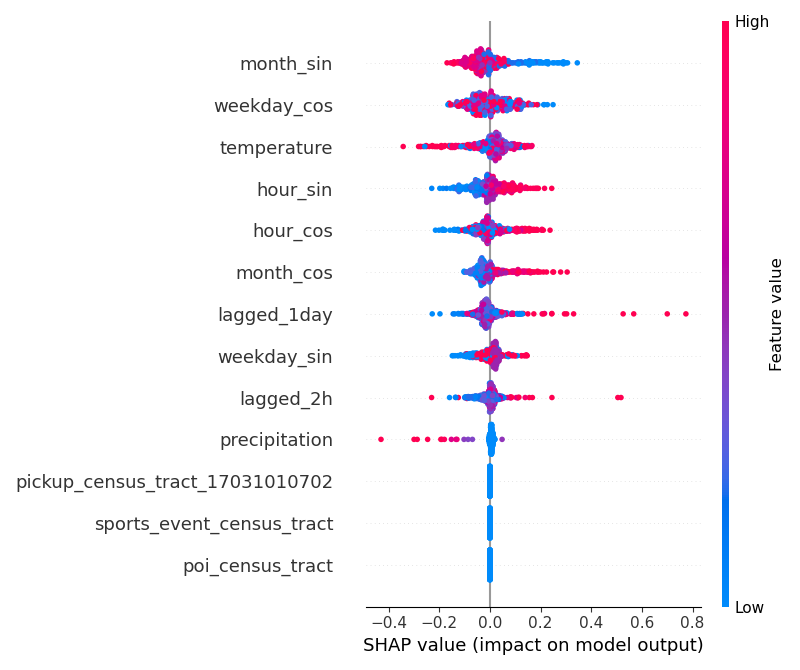 High
month_sin
weekday_cos
temperature
hour_sin
hour_cos
month_cos
lagged_1day
weekday_sin
lagged_2h
precipitation
pickup_census_tract_17031010702
sports_event_census_tract
poi_census_tract
Low
Feature value
−0.4 −0.2 0.0 0.2 0.4 0.6 0.8
SHAP value (impact on model output)